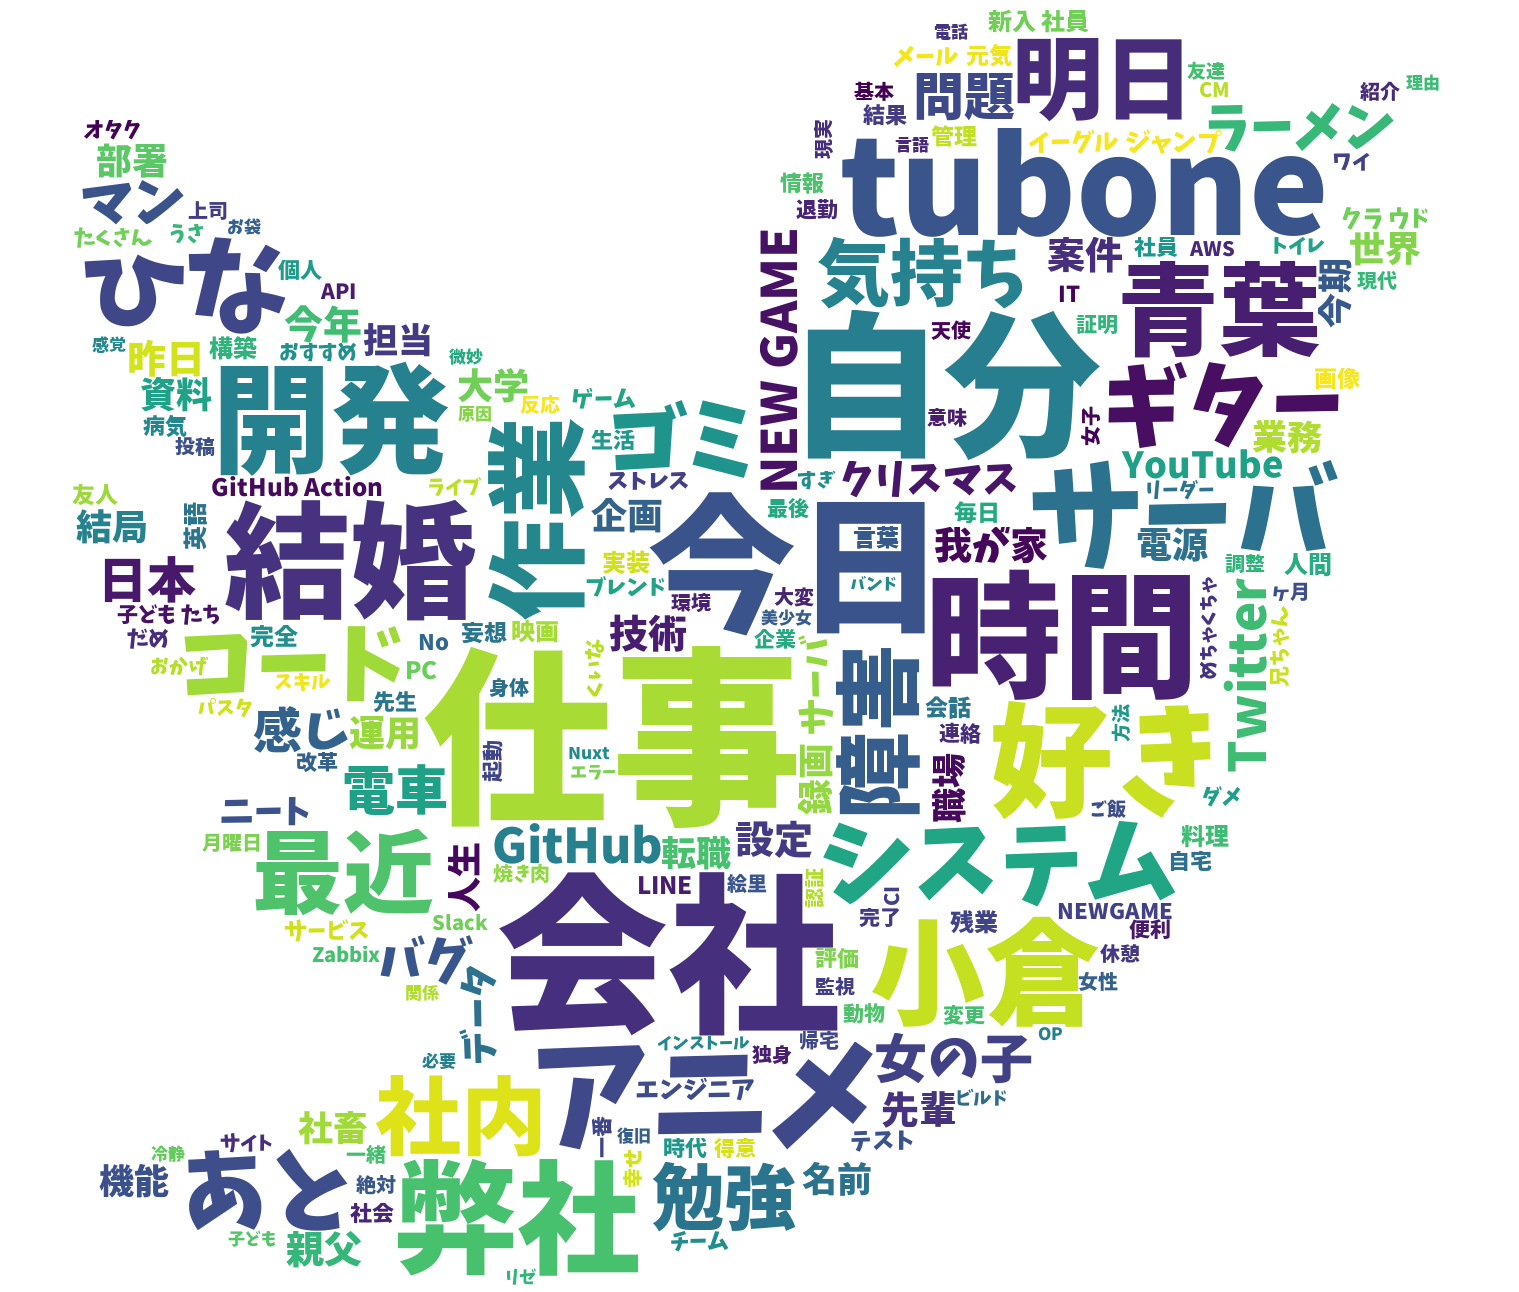 新入 社員
電話
明日
メール 元気
友達
問題
CM
理由
基本
紹介
結果
ラーメン
オタク
現実
管理
イーグル ジャンプ
言語
tubone
部署
ワイ
情報
マン
退勤
上司
お袋
クラ ウド
たくさん
うさ
NEW GAME
気持ち
案件
社員
AWS
トイレ
世界
ひな
個人
青葉
今期
現代
API
IT
今年
担当
自分
天使
証明
感覚
昨日
構築
おすすめ
微妙
資料
開発
大学
ギター
画像
ゲーム
反応
原因
ゴミ
意味
女子
病気
投稿
作業
生活
業務
YouTube
GitHub Action
ライブ
ストレス
すぎ
クリスマス
サーバ
リーダー
友人
結局
英語
結婚
企画
最後
毎日
今日
言葉
我が家
電源
調整
人間
日本
実装
ブレンド
バンド
時間
Twitter
ヶ月
子ども たち
環境
大変
美少女
めちゃくちゃ
だめ
完全
No
妄想
映画
技術
企業
兄ちゃん
コード
おかげ
スキル
PC
くぃな
サーバ
障害
仕事
身体
パスタ
先生
会話
好き
方法
感じ
運用
連絡
改革
起動
Nuxt
エラー
録画
電車
職場
ダメ
ニート
ご飯
月曜日
最近
人生
GitHub
転職
設定
システム
料理
自宅
焼き肉
LINE
絵里
認証
CI
会社
完了
NEWGAME
サービス
Slack
残業
便利
Zabbix
バグ
小倉
休憩
評価
関係
データ
監視
女性
動物
変更
OP
必要
インストール
独身
帰宅
女の子
アニメ
社内
エンジニア
先輩
ビルド
社畜
一番
復旧
テスト
サイト
冷静
一緒
時代
得意
機能
あと
絶対
弊社
幸せ
勉強
名前
社会
子ども
親父
チーム
リゼ